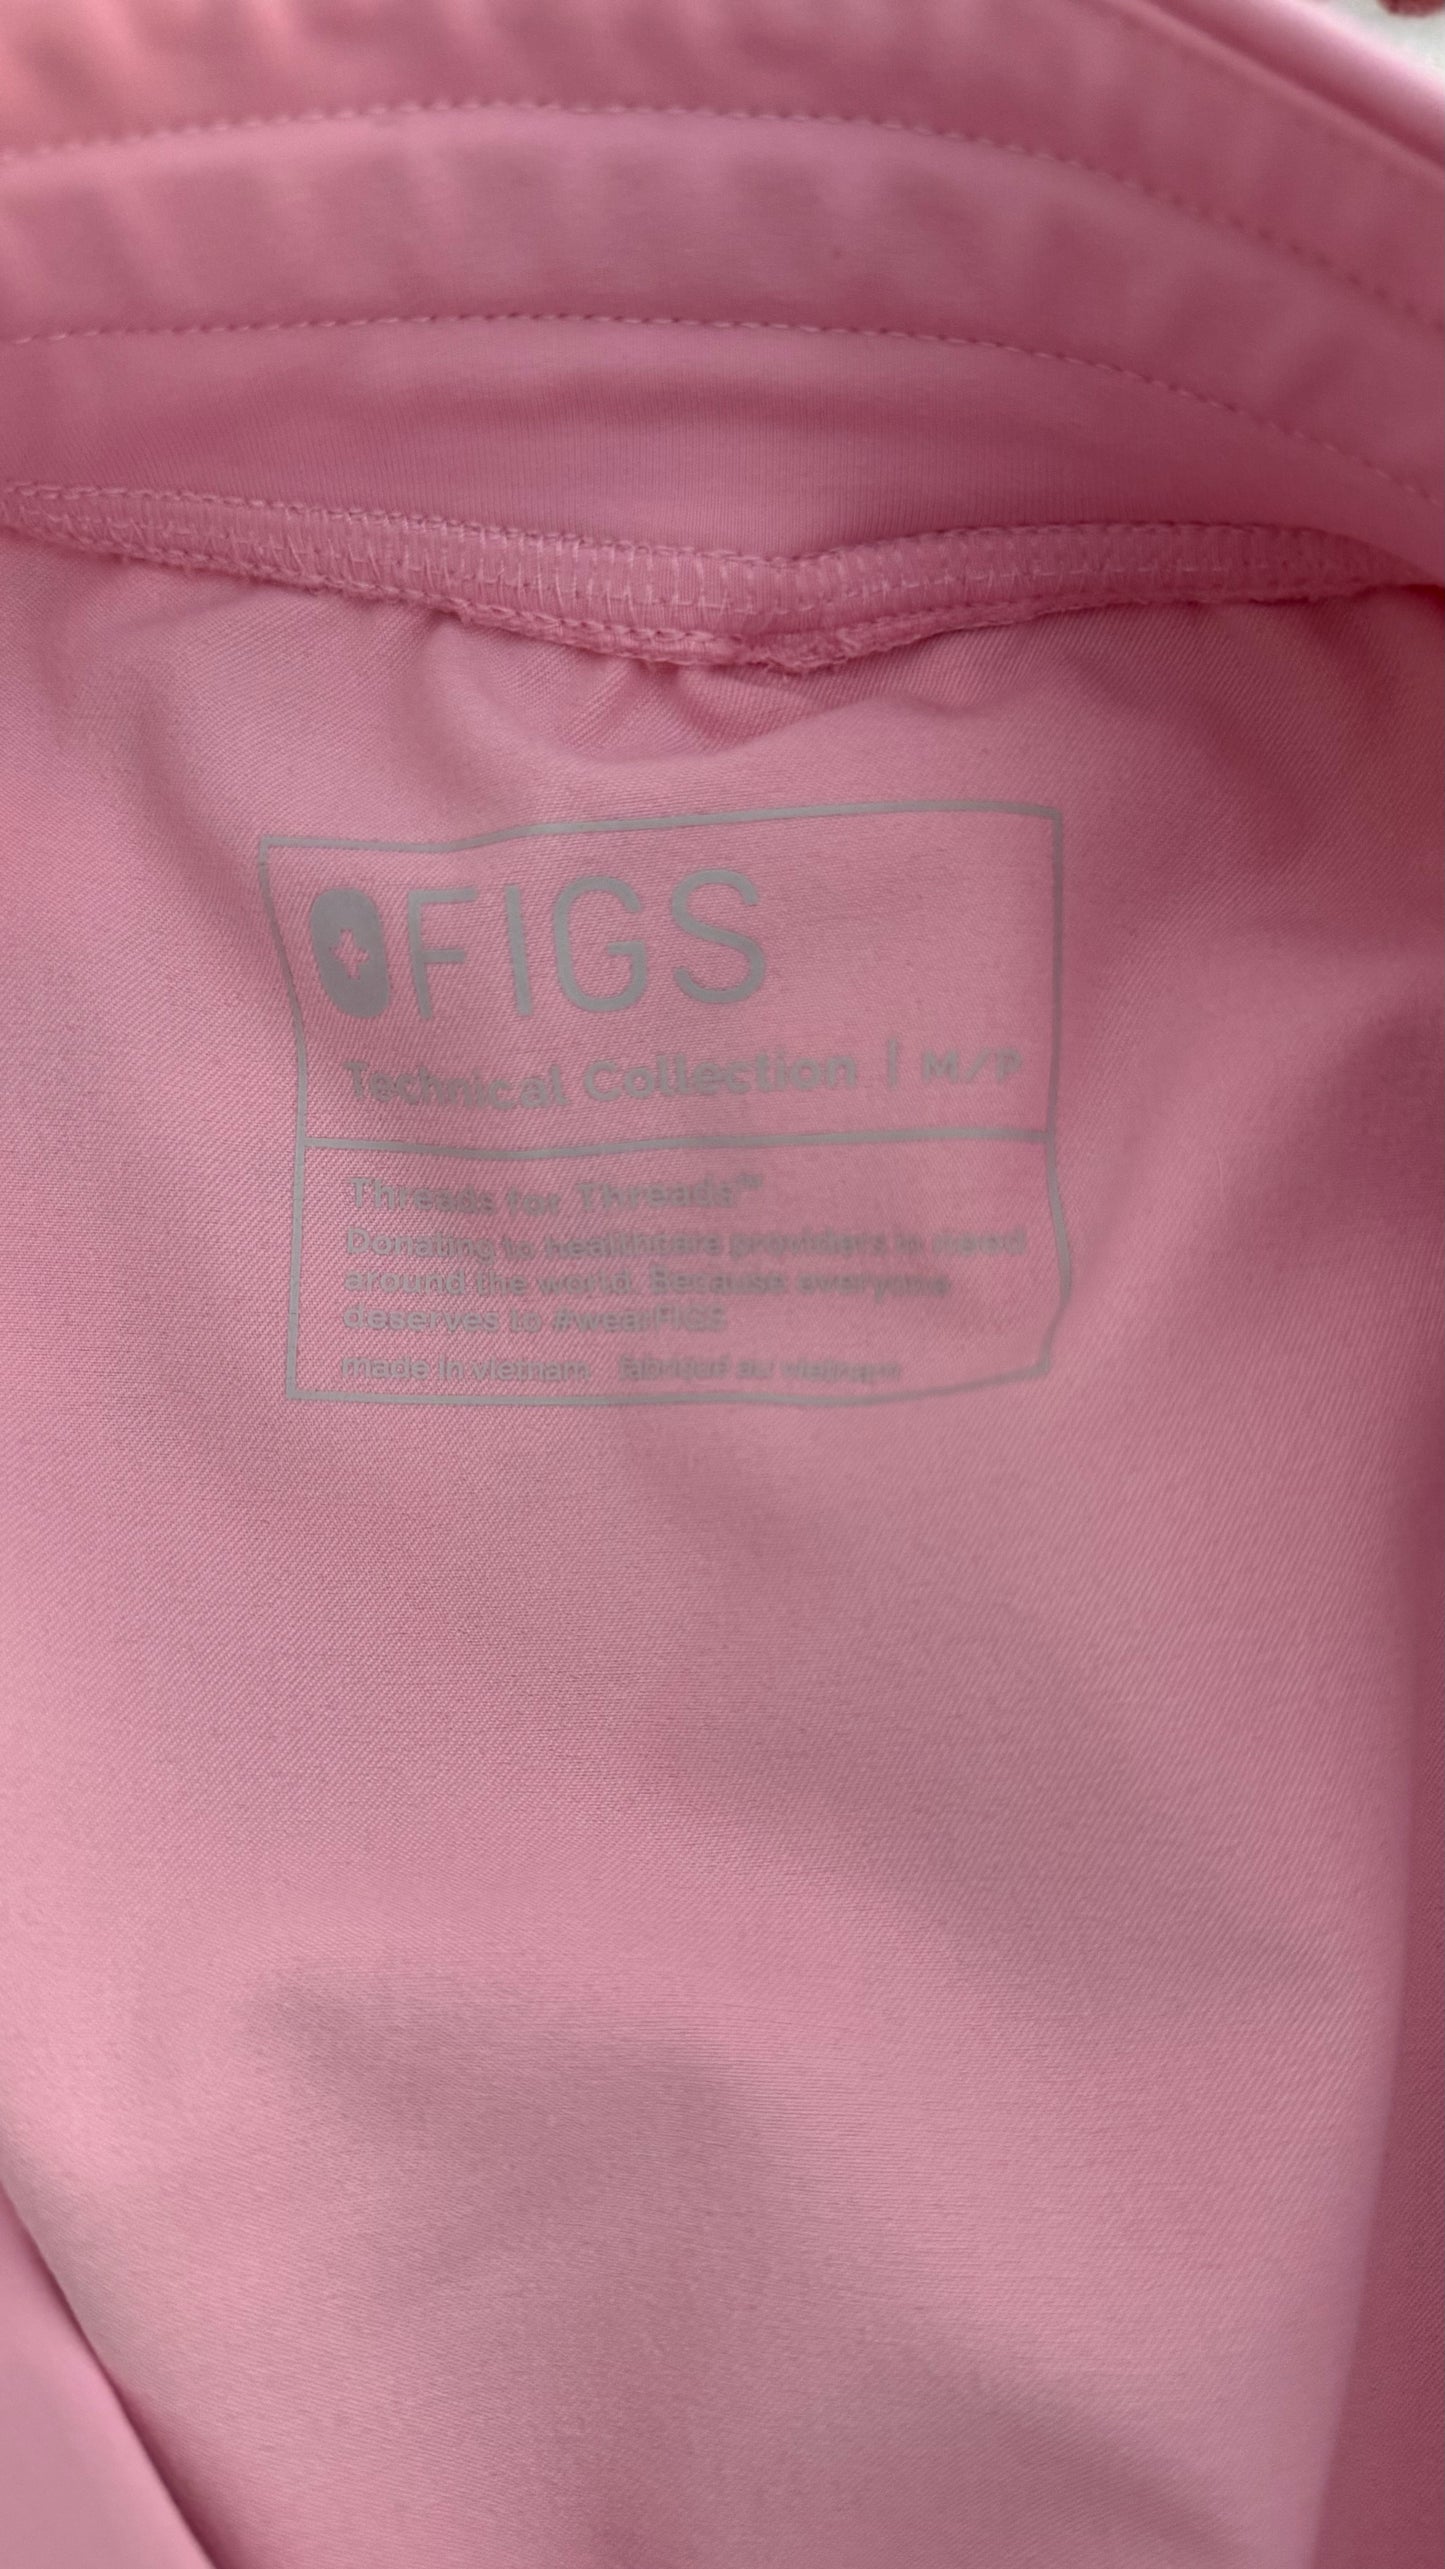 FIGS
Technical Collection | M/P
Threads for Threads™
Donating to healthcare providers in need
around the world. Because everyone
deserves to #wearFIGS
made in vietnam fabriqué au vietnam